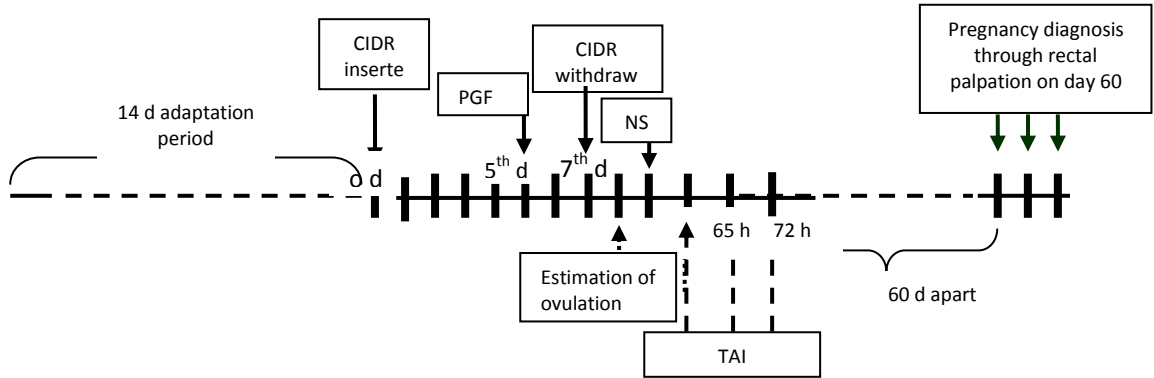 CIDR
inserte
CIDR
withdraw
PGF
NS
Pregnancy diagnosis
through rectal
palpation on day 60
14 d adaptation
period
o d
5th d
7th d
65 h
72 h
Estimation of
ovulation
60 d apart
TAI